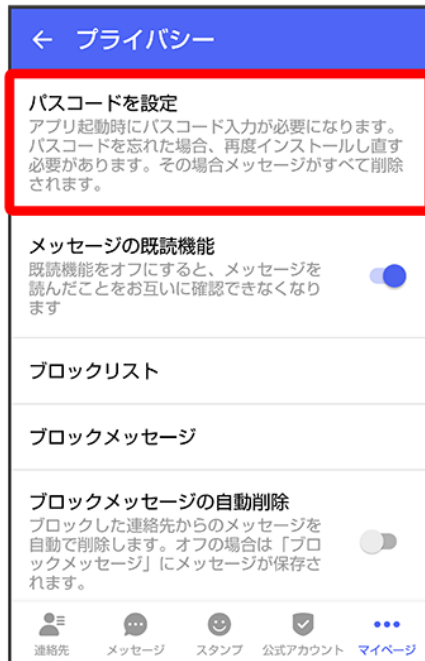 ← プライバシー
パスコードを設定
アプリ起動時にパスコード入力が必要になります。
パスコードを忘れた場合、再度インストールし直す
必要があります。その場合メッセージがすべて削除
されます。
メッセージの既読機能
既読機能をオフにすると、メッセージを
読んだことをお互いに確認できなくなり
ます
ブロックリスト
ブロックメッセージ
ブロックメッセージの自動削除
ブロックした連絡先からのメッセージを
自動で削除します。オフの場合は「ブロ
ックメッセージ」にメッセージが保存さ
れます。
連絡先 メッセージ スタンプ 公式アカウント マイページ